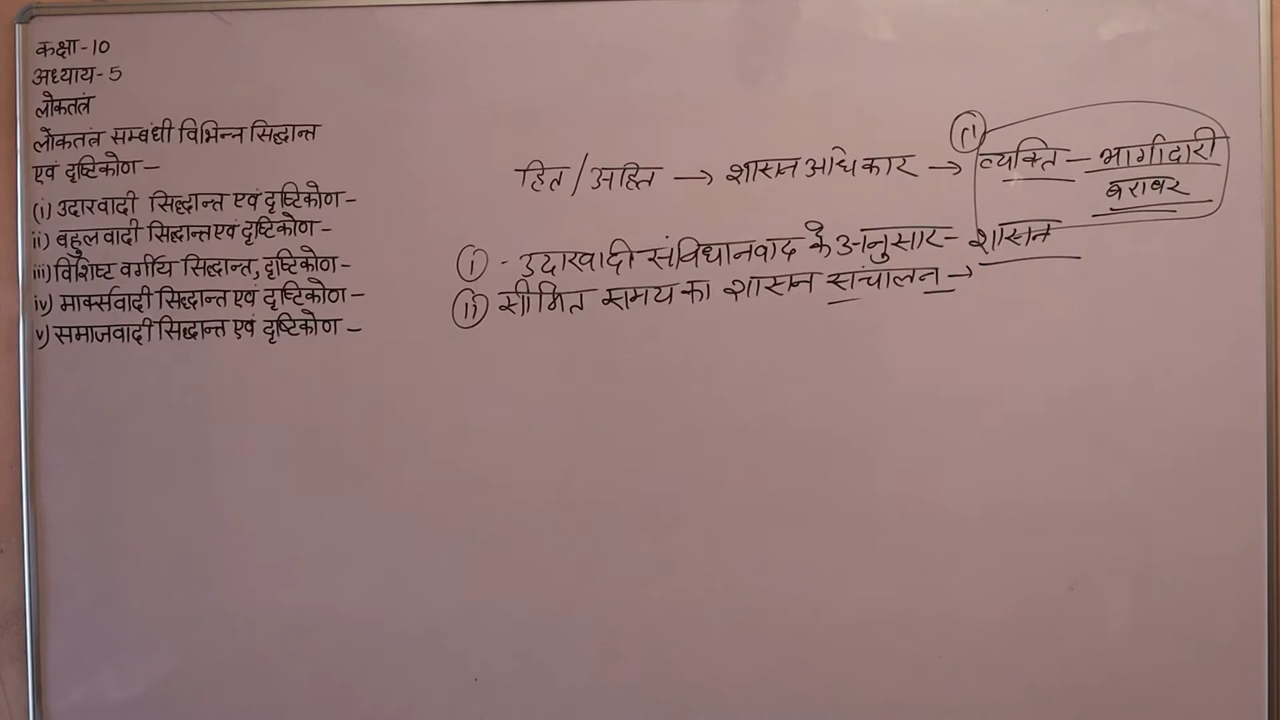 कक्षा-10
अध्याय-5
लोकतंत्र
लोकतंत्र सम्बंधी विभिन्न सिद्धान्त
एवं दृष्टिकोण–
(i) उदारवादी सिद्धान्त एवं दृष्टिकोण–
ii) बहुलवादी सिद्धान्त एवं दृष्टिकोण–
iii) विशिष्ट वर्गीय सिद्धान्त, दृष्टिकोण–
iv) मार्क्सवादी सिद्धान्त एवं दृष्टिकोण–
v) समाजवादी सिद्धान्त एवं दृष्टिकोण–
हित/अहित → शासन अधिकार → (i) व्यक्ति – भागीदारी
बराबर
(i) - उदारवादी संविधानवाद के अनुसार– शासन
(ii) सीमित समय का शासन संचालन →